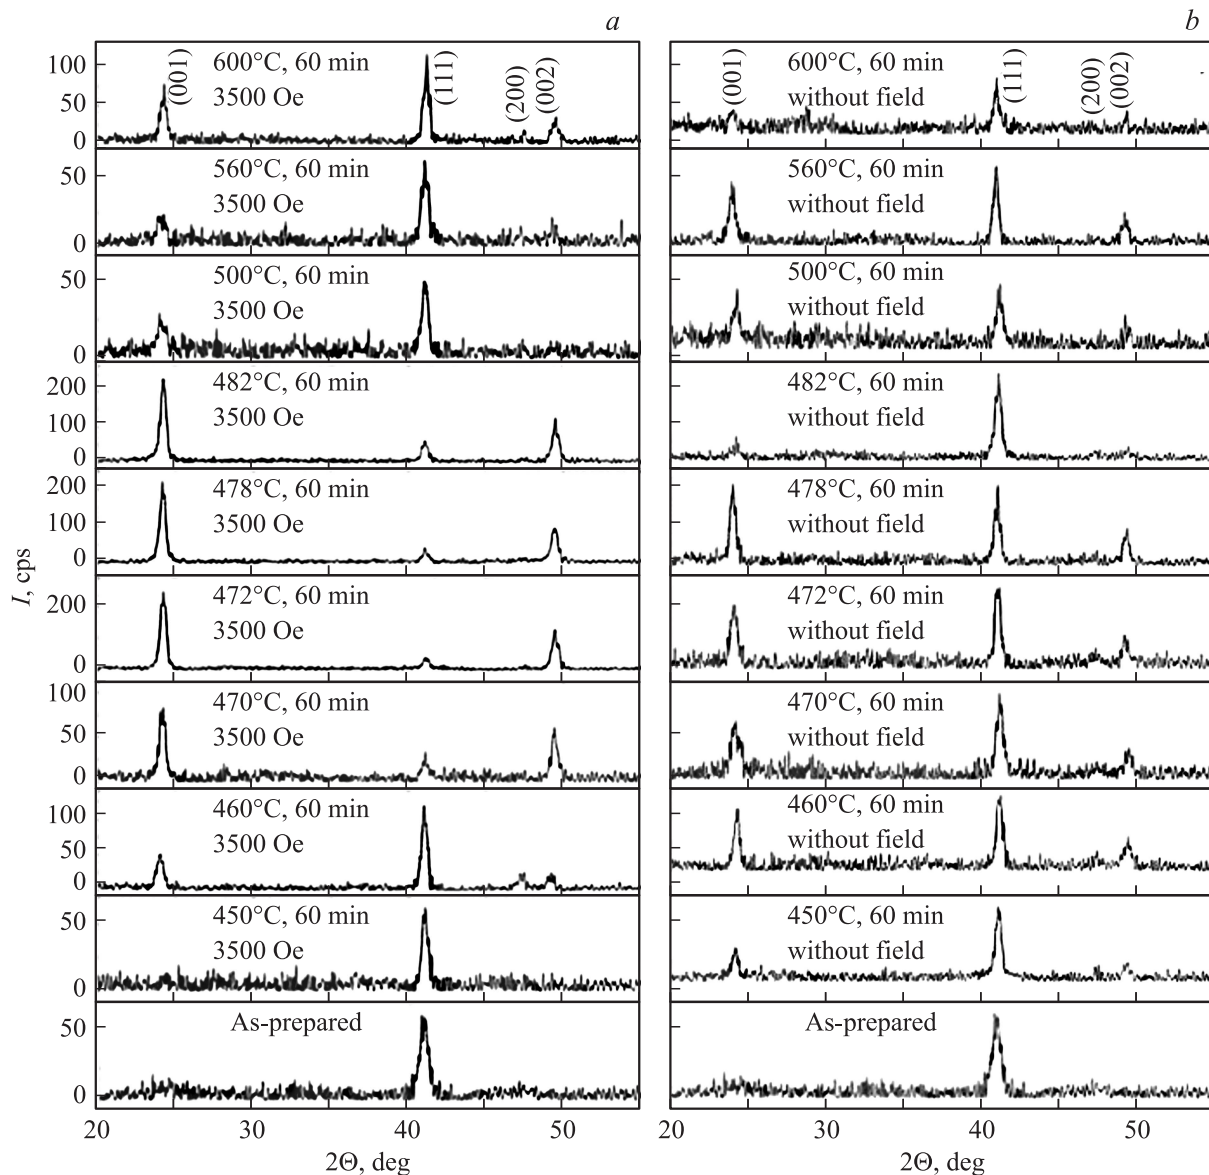 a
100
50
0
600°C, 60 min
3500 Oe
(001)
(111)
(200)
(002)
50
0
560°C, 60 min
3500 Oe
50
0
500°C, 60 min
3500 Oe
200
100
0
482°C, 60 min
3500 Oe
200
100
0
478°C, 60 min
3500 Oe
I, cps
200
0
472°C, 60 min
3500 Oe
100
50
0
470°C, 60 min
3500 Oe
100
50
0
460°C, 60 min
3500 Oe
50
0
450°C, 60 min
3500 Oe
50
0
As-prepared
20 30 40 50
2Θ, deg
b
600°C, 60 min
without field
(001)
(111)
(200)
(002)
560°C, 60 min
without field
500°C, 60 min
without field
482°C, 60 min
without field
478°C, 60 min
without field
472°C, 60 min
without field
470°C, 60 min
without field
460°C, 60 min
without field
450°C, 60 min
without field
As-prepared
20 30 40 50
2Θ, deg